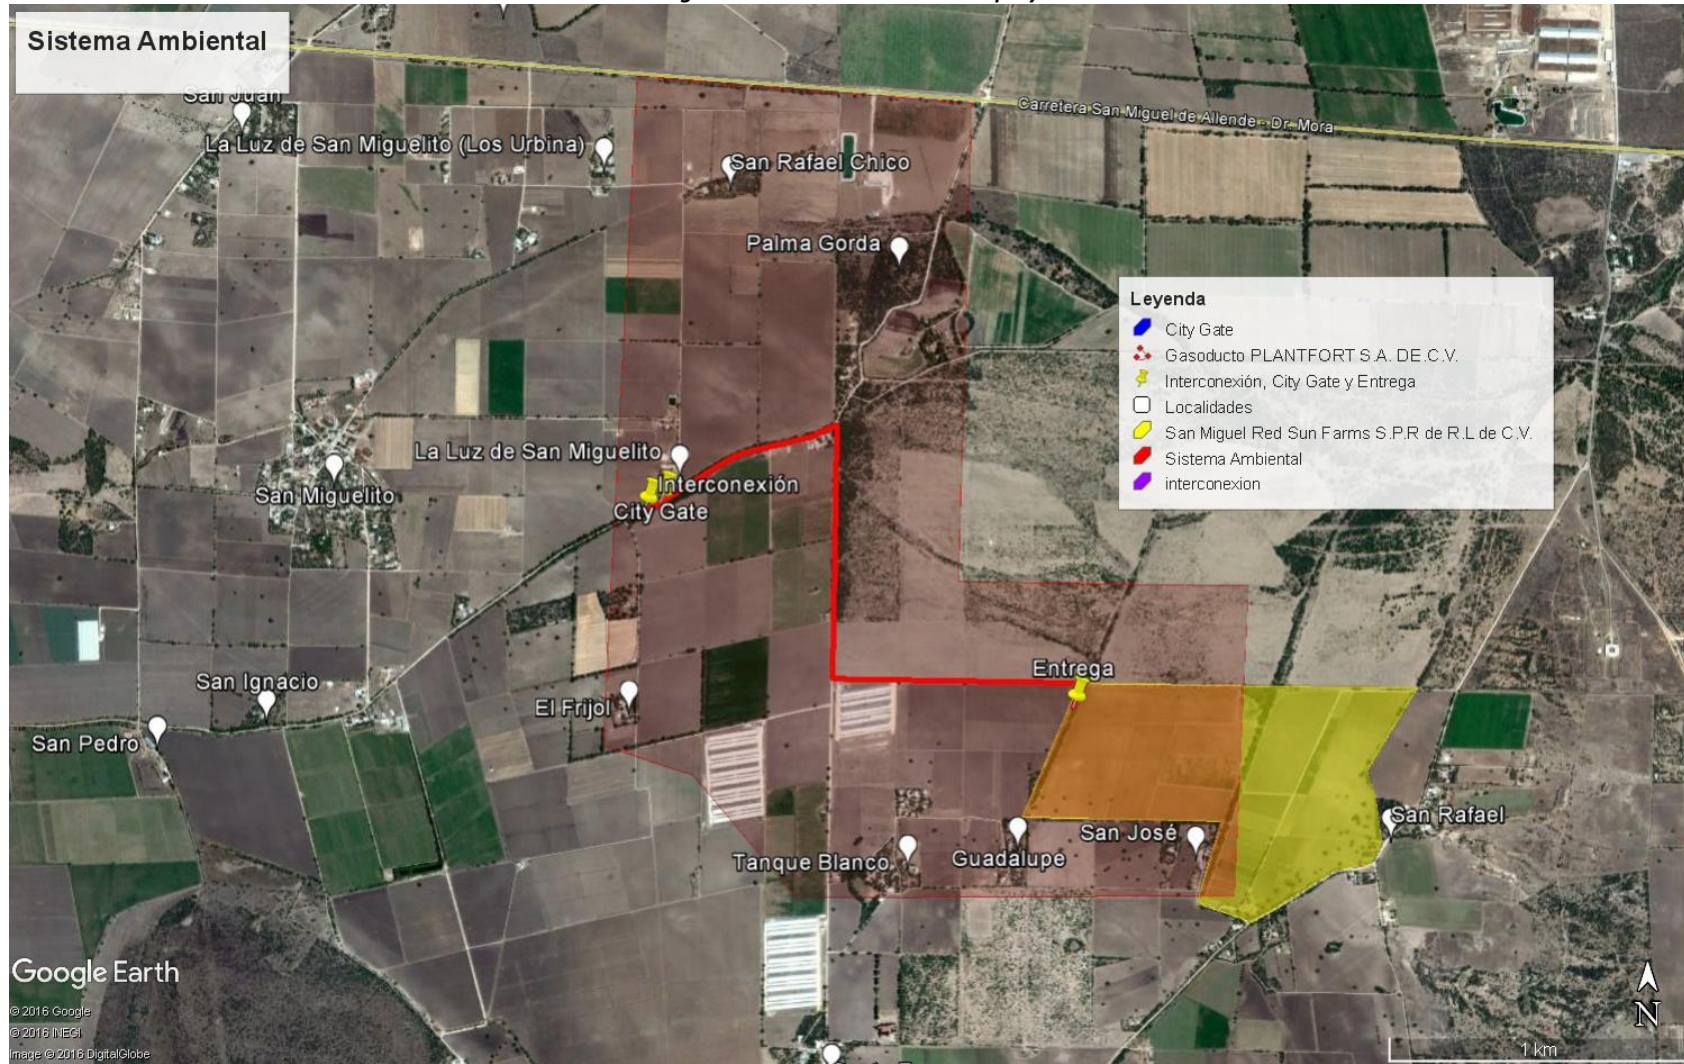 Sistema Ambiental
San Juan
Carretera San Miguel de Allende - Dr. Mora
La Luz de San Miguelito (Los Urbina)
San Rafael Chico
Palma Gorda
Leyenda
City Gate
Gasoducto PLANTFORT S.A. DE.C.V.
Interconexión, City Gate y Entrega
Localidades
San Miguel Red Sun Farms S.P.R de R.L de C.V.
Sistema Ambiental
interconexion
La Luz de San Miguelito
Interconexión
San Miguelito
City Gate
Entrega
San Ignacio
El Frijol
San Pedro
San Rafael
San José
Guadalupe
Tanque Blanco
Google Earth
© 2016 Google
© 2016 INEGI
Image © 2016 DigitalGlobe
N
1 km